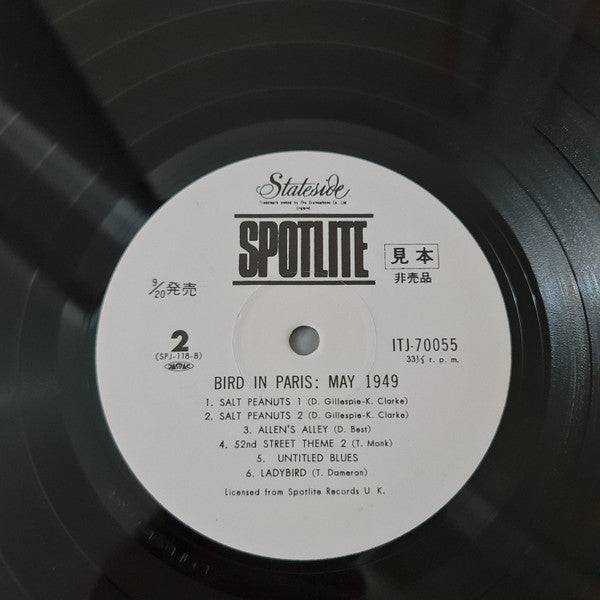 Stateside
Trademark owned by The Gramophone Co. Ltd
England
SPOTLITE
見本
非売品
9/20発売
2
(SPJ-118-B)
ITJ-70055
33⅓ r. p. m.
BIRD IN PARIS: MAY 1949
1. SALT PEANUTS 1 (D. Gillespie-K. Clarke)
2. SALT PEANUTS 2 (D. Gillespie-K. Clarke)
3. ALLEN'S ALLEY (D. Best)
4. 52nd STREET THEME 2 (T. Monk)
5. UNTITLED BLUES
6. LADYBIRD (T. Dameron)
Licensed from Spotlite Records U K.